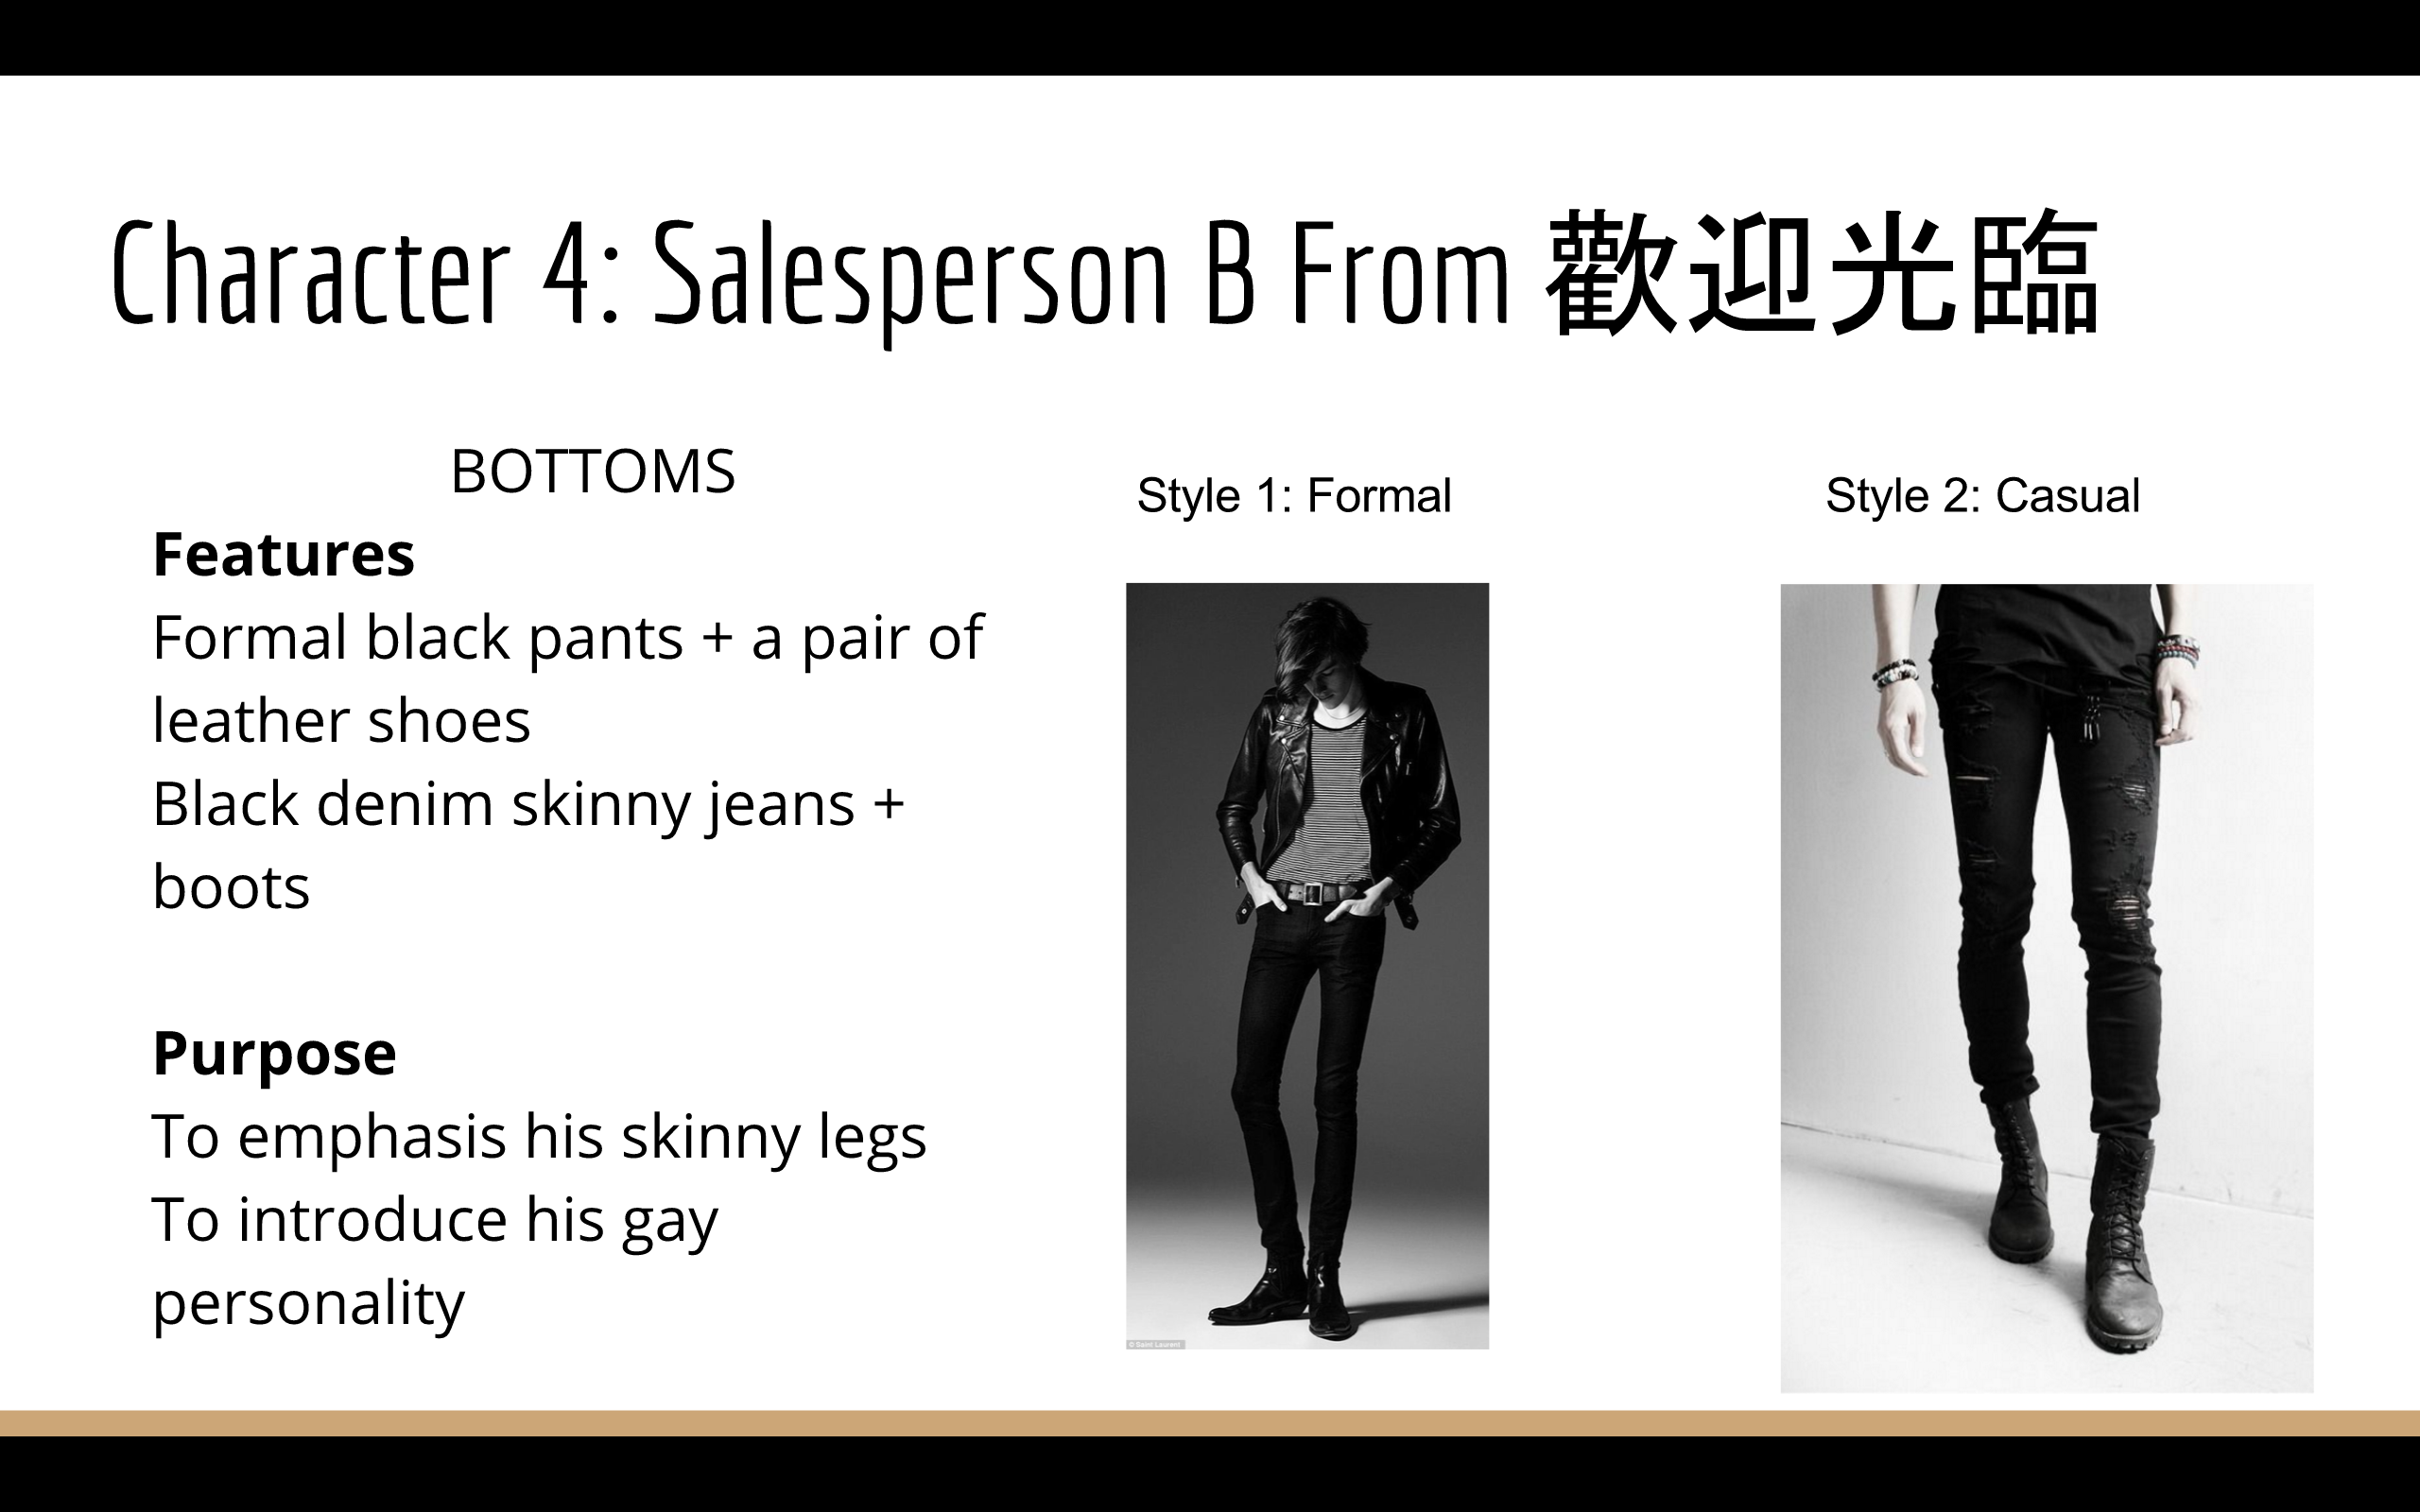 Character 4: Salesperson B From 歡迎光臨
BOTTOMS
Features
Formal black pants + a pair of
leather shoes
Black denim skinny jeans +
boots
Purpose
To emphasis his skinny legs
To introduce his gay
personality
Style 1: Formal
© Saint Laurent
Style 2: Casual